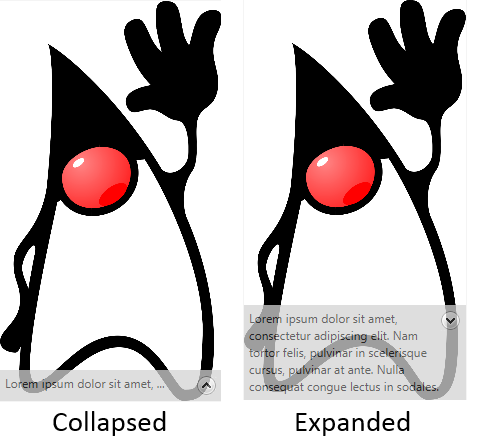 Lorem ipsum dolor sit amet, ...
Collapsed
Lorem ipsum dolor sit amet,
consectetur adipiscing elit. Nam
tortor felis, pulvinar in scelerisque
cursus, pulvinar at ante. Nulla
consequat congue lectus in sodales.
Expanded